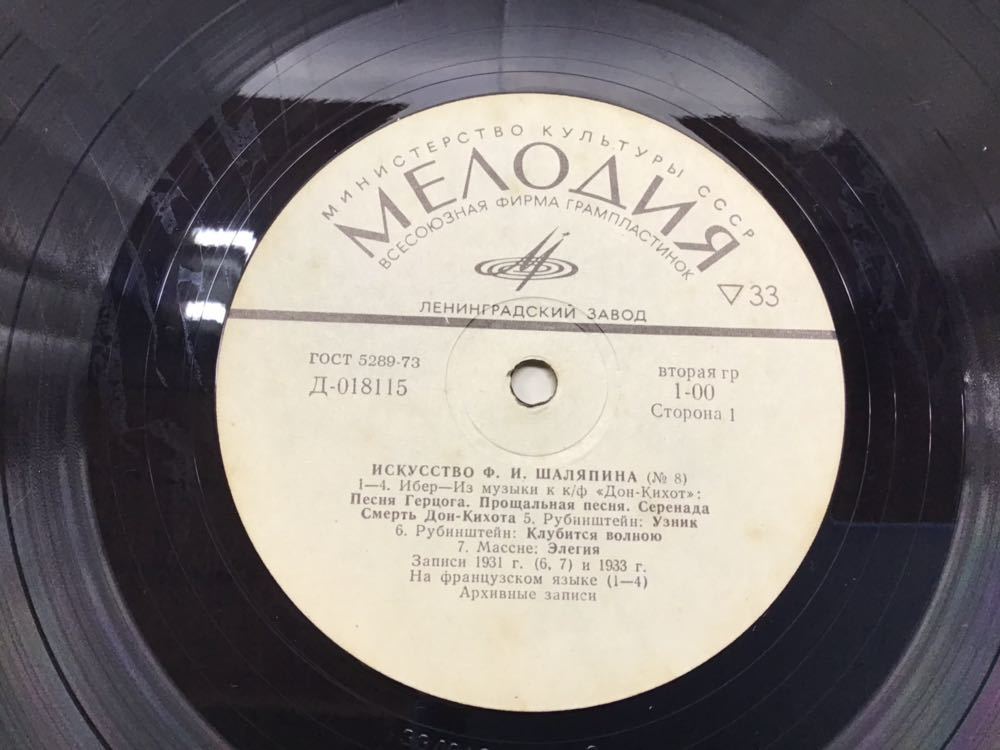 МИНИСТЕРСТВО КУЛЬТУРЫ СССР
МЕЛОДИЯ
ВСЕСОЮЗНАЯ ФИРМА ГРАМПЛАСТИНОК
▽33
ЛЕНИНГРАДСКИЙ ЗАВОД
ГОСТ 5289-73
Д-018115
вторая гр
1-00
Сторона 1
ИСКУССТВО Ф. И. ШАЛЯПИНА (№ 8)
1—4. Ибер—Из музыки к к/ф «Дон-Кихот»:
Песня Герцога. Прощальная песня. Серенада
Смерть Дон-Кихота 5. Рубинштейн: Узник
6. Рубинштейн: Клубится волною
7. Массне: Элегия
Записи 1931 г. (6, 7) и 1933 г.
На французском языке (1—4)
Архивные записи